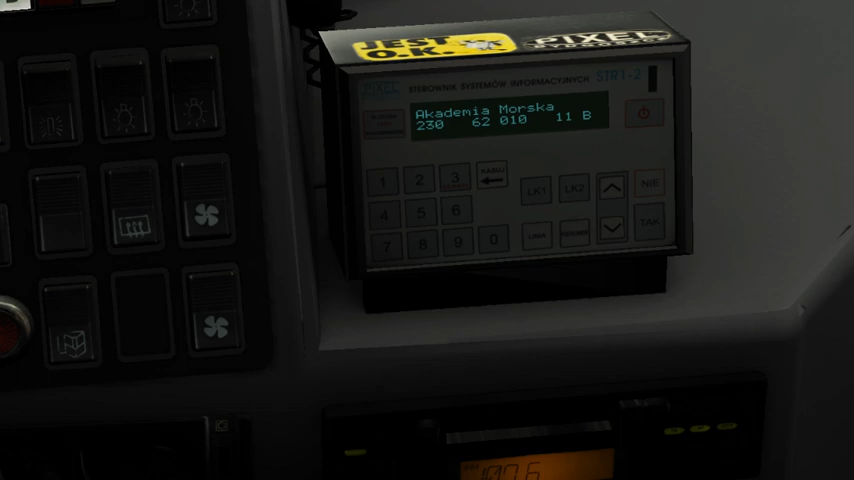 JEST
O.K.
PIXEL
PIXEL
STEROWNIK SYSTEMÓW INFORMACYJNYCH STR1-2
Akademia Morska
230 62 010 11 B
1 2 3 KASUJ
LK1 LK2 NIE
4 5 6
7 8 9 0 LINIA TAK
100.6